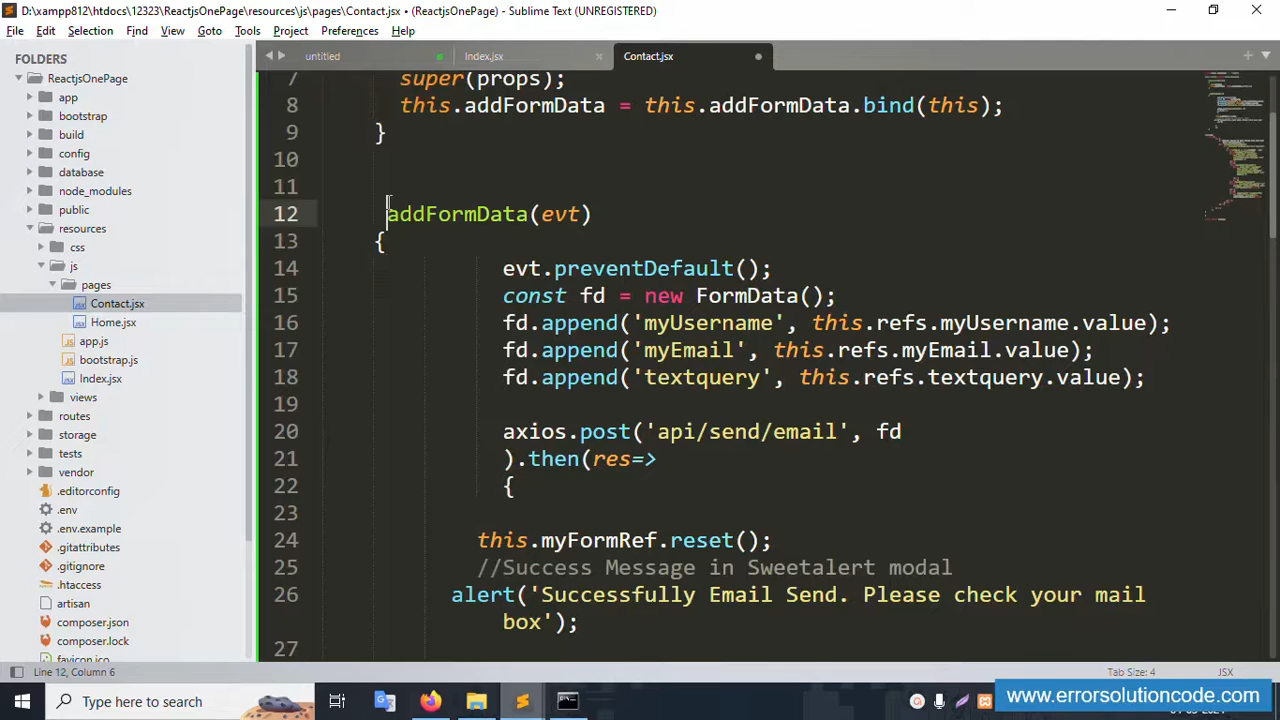 D:\xampp812\htdocs\12323\ReactjsOnePage\resources\js\pages\Contact.jsx • (ReactjsOnePage) - Sublime Text (UNREGISTERED)
File Edit Selection Find View Goto Tools Project Preferences Help
FOLDERS
ReactjsOnePage
app
bootstrap
build
config
database
node_modules
public
resources
css
js
pages
Contact.jsx
Home.jsx
app.js
bootstrap.js
Index.jsx
views
routes
storage
tests
vendor
.editorconfig
.env
.env.example
.gitattributes
.gitignore
.htaccess
artisan
composer.json
composer.lock
favicon.ico
untitled Index.jsx Contact.jsx
7 super(props);
8 this.addFormData = this.addFormData.bind(this);
9 }
10
11
12 addFormData(evt)
13 {
14 evt.preventDefault();
15 const fd = new FormData();
16 fd.append('myUsername', this.refs.myUsername.value);
17 fd.append('myEmail', this.refs.myEmail.value);
18 fd.append('textquery', this.refs.textquery.value);
19
20 axios.post('api/send/email', fd
21 ).then(res=>
22 {
23
24 this.myFormRef.reset();
25 //Success Message in Sweetalert modal
26 alert('Successfully Email Send. Please check your mail
box');
27
Line 12, Column 6 Tab Size: 4 JSX
Type here to search
www.errorsolutioncode.com